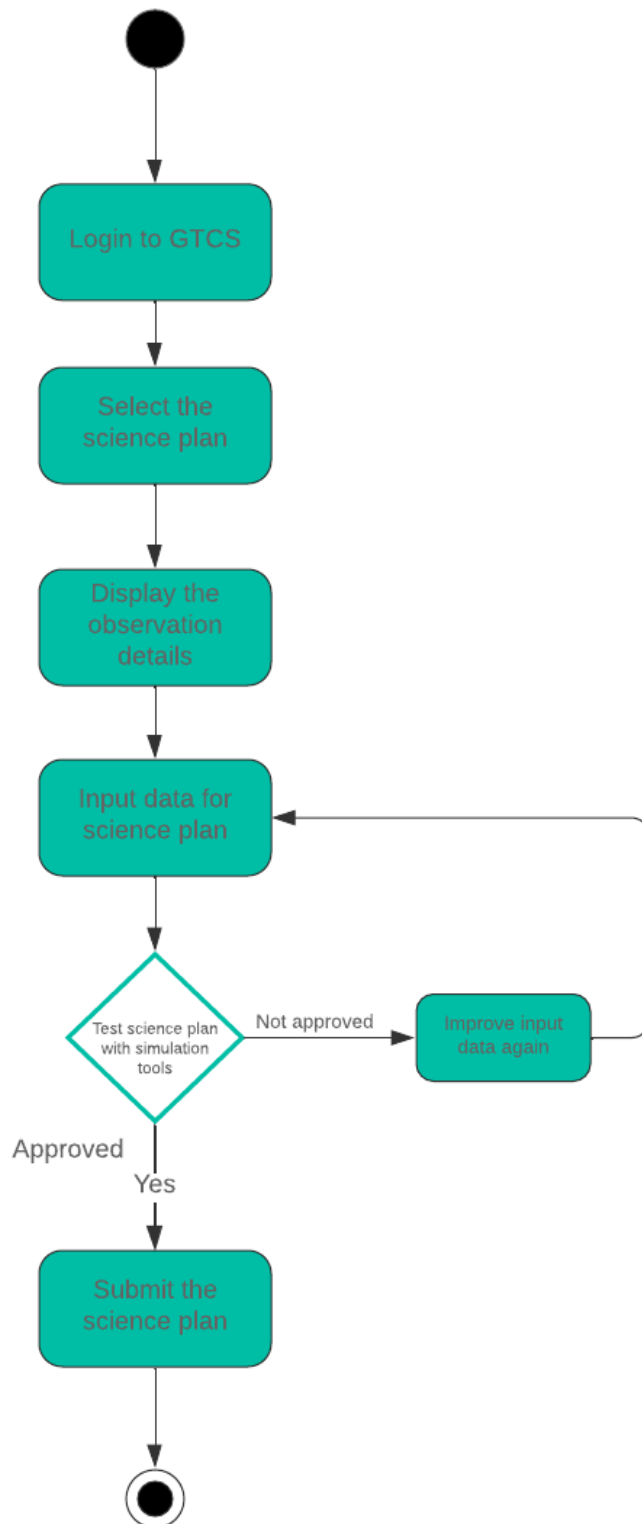 Login to GTCS
Select the
science plan
Display the
observation
details
Input data for
science plan
Test science plan
with simulation
tools
Not approved
Improve input
data again
Approved
Yes
Submit the
science plan